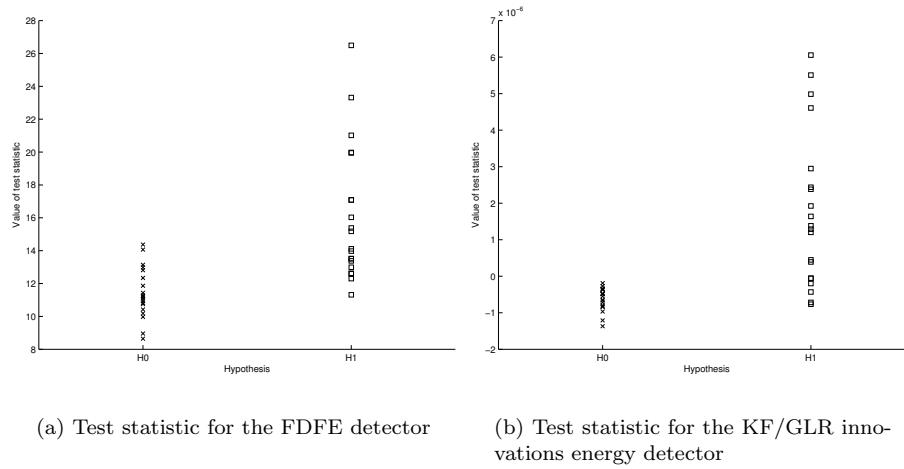 28
26
24
22
20
18
16
14
12
10
8
Value of test statistic
H0 H1
Hypothesis
x 10⁻⁶
7
6
5
4
3
2
1
0
−1
−2
Value of test statistic
H0 H1
Hypothesis
(a) Test statistic for the FDFE detector
(b) Test statistic for the KF/GLR inno-
vations energy detector